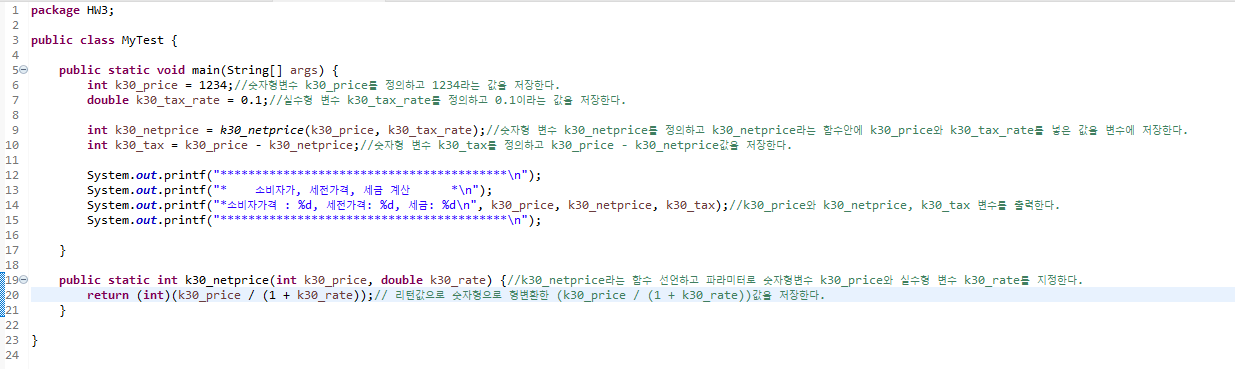 1 package HW3;
2
3 public class MyTest {
4
5 public static void main(String[] args) {
6 int k30_price = 1234;//숫자형변수 k30_price를 정의하고 1234라는 값을 저장한다.
7 double k30_tax_rate = 0.1;//실수형 변수 k30_tax_rate를 정의하고 0.1이라는 값을 저장한다.
8
9 int k30_netprice = k30_netprice(k30_price, k30_tax_rate);//숫자형 변수 k30_netprice를 정의하고 k30_netprice라는 함수안에 k30_price와 k30_tax_rate를 넣은 값을 변수에 저장한다.
10 int k30_tax = k30_price - k30_netprice;//숫자형 변수 k30_tax를 정의하고 k30_price - k30_netprice값을 저장한다.
11
12 System.out.printf("******************************************\n");
13 System.out.printf("*    소비자가, 세전가격, 세금 계산      *\n");
14 System.out.printf("*소비자가격 : %d, 세전가격: %d, 세금: %d\n", k30_price, k30_netprice, k30_tax);//k30_price와 k30_netprice, k30_tax 변수를 출력한다.
15 System.out.printf("******************************************\n");
16
17 }
18
19 public static int k30_netprice(int k30_price, double k30_rate) {//k30_netprice라는 함수 선언하고 파라미터로 숫자형변수 k30_price와 실수형 변수 k30_rate를 지정한다.
20 return (int)(k30_price / (1 + k30_rate));// 리턴값으로 숫자형으로 형변환한 (k30_price / (1 + k30_rate))값을 저장한다.
21 }
22
23 }
24